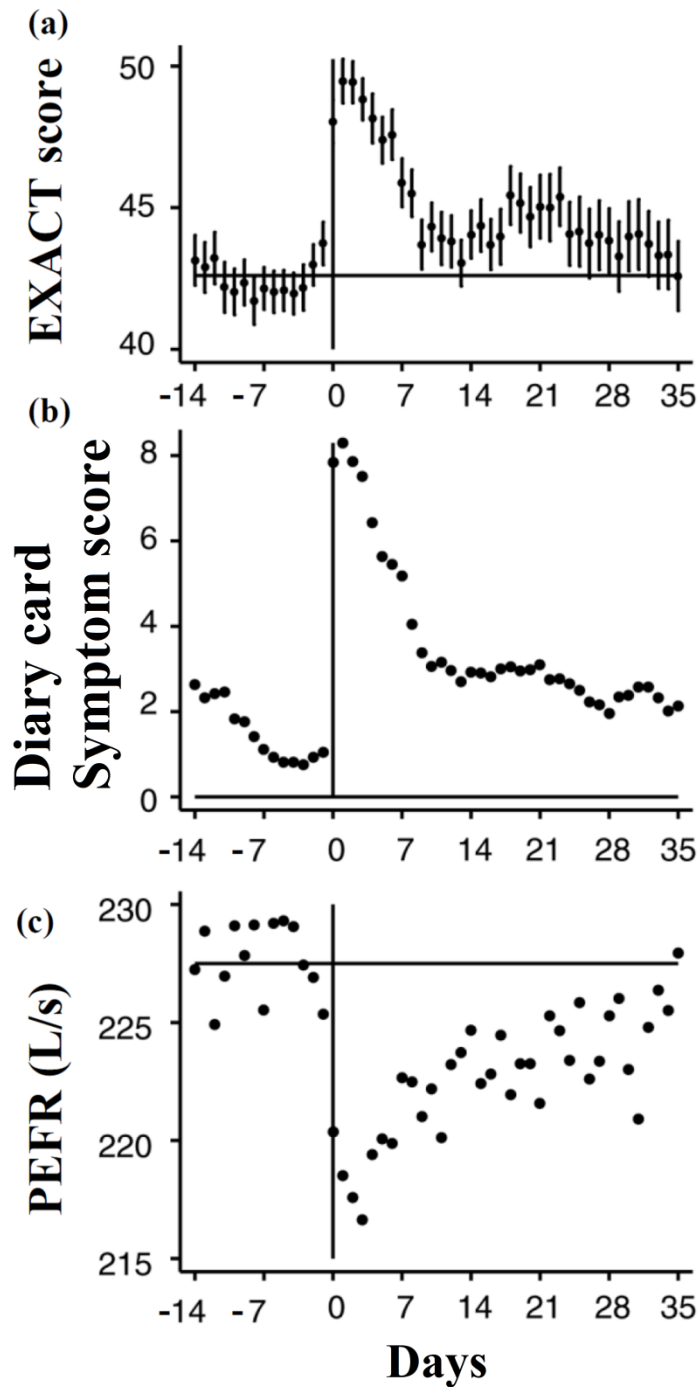 (a)
EXACT score
50
45
40
-14 -7 0 7 14 21 28 35
(b)
Diary card
Symptom score
8
6
4
2
0
-14 -7 0 7 14 21 28 35
(c)
PEFR (L/s)
230
225
220
215
-14 -7 0 7 14 21 28 35
Days